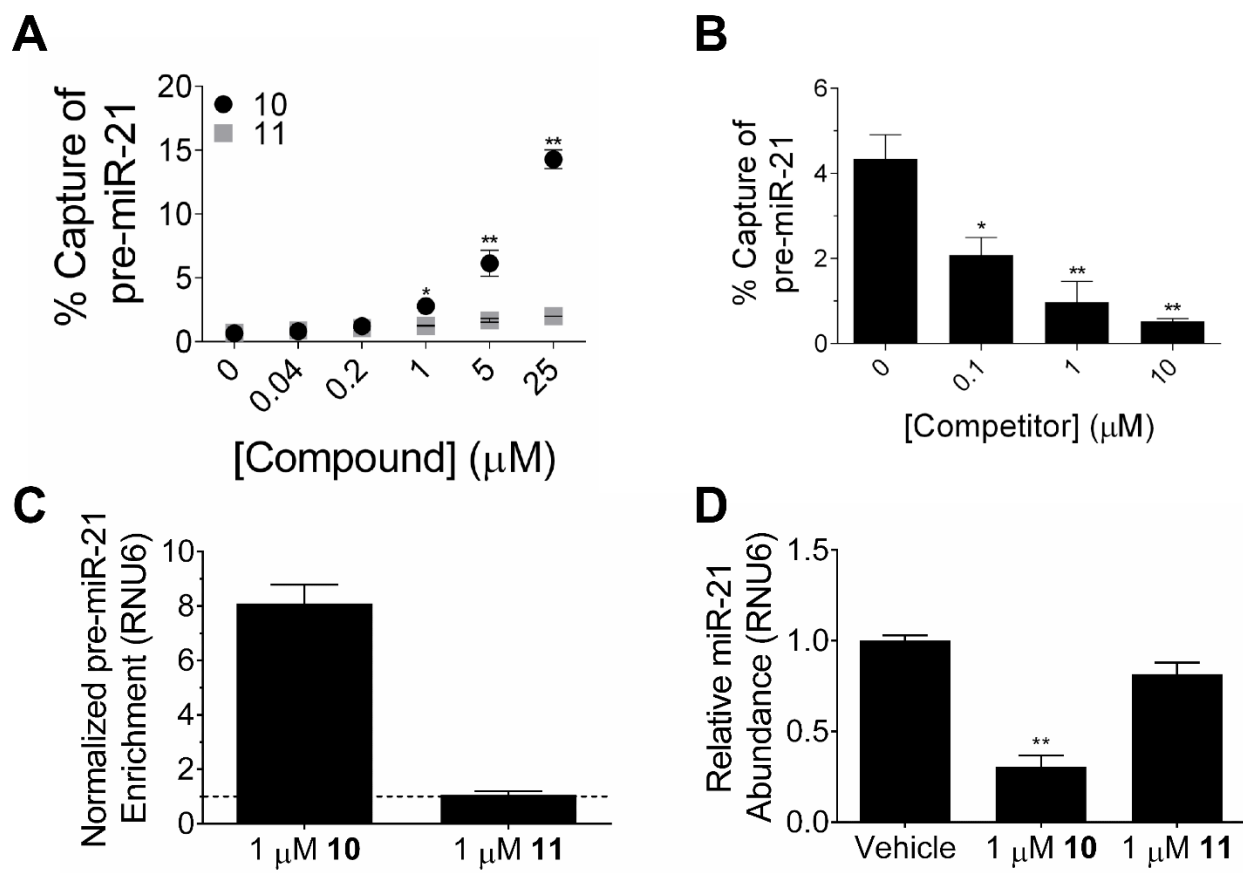 A
% Capture of
pre-miR-21
20
15
10
5
0
10
11
*
**
**
0
0.04
0.2
1
5
25
[Compound] (μM)
B
% Capture of
pre-miR-21
6
4
2
0
*
**
**
0
0.1
1
10
[Competitor] (μM)
C
Normalized pre-miR-21
Enrichment (RNU6)
10
8
6
4
2
0
1 μM 10
1 μM 11
D
Relative miR-21
Abundance (RNU6)
1.5
1.0
0.5
0.0
**
Vehicle
1 μM 10
1 μM 11